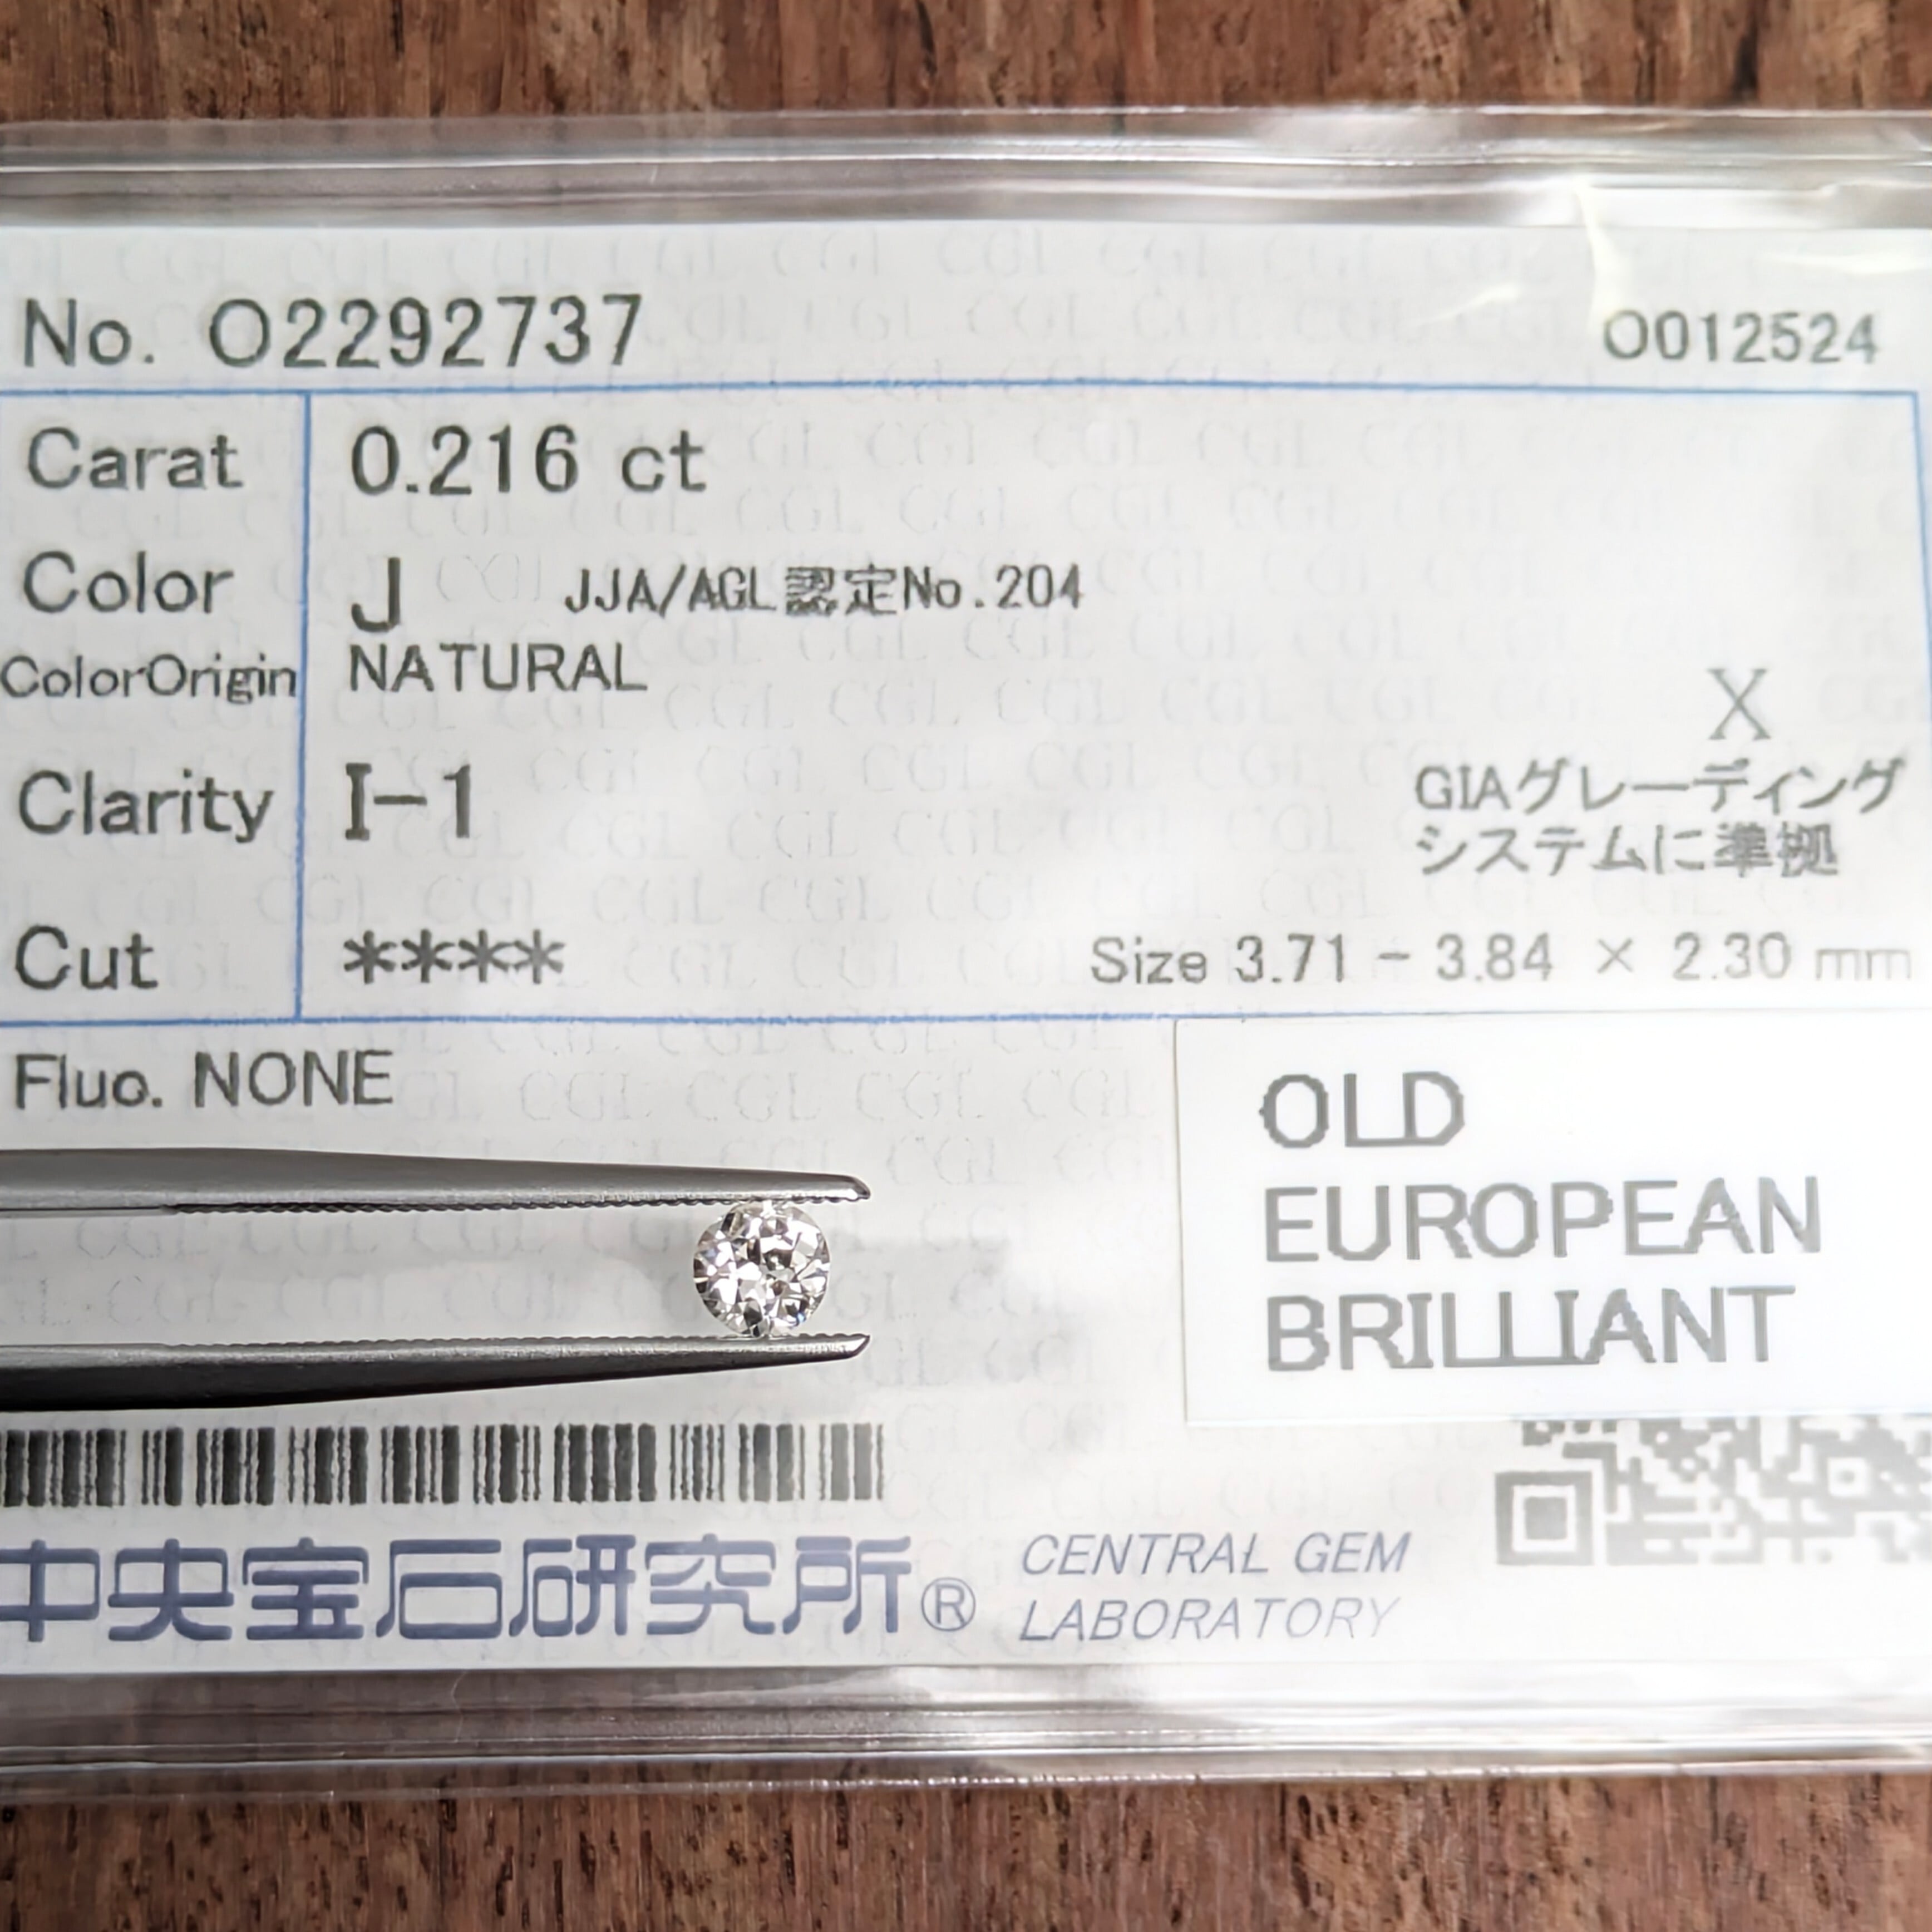 No. O2292737
O012524
Carat 0.216 ct
Color J JJA/AGL認定No.204
ColorOrigin NATURAL
X
Clarity I-1
GIAグレーディング
システムに準拠
Cut ****
Size 3.71 - 3.84 × 2.30 mm
Fluo. NONE
OLD
EUROPEAN
BRILLIANT
中央宝石研究所®
CENTRAL GEM
LABORATORY